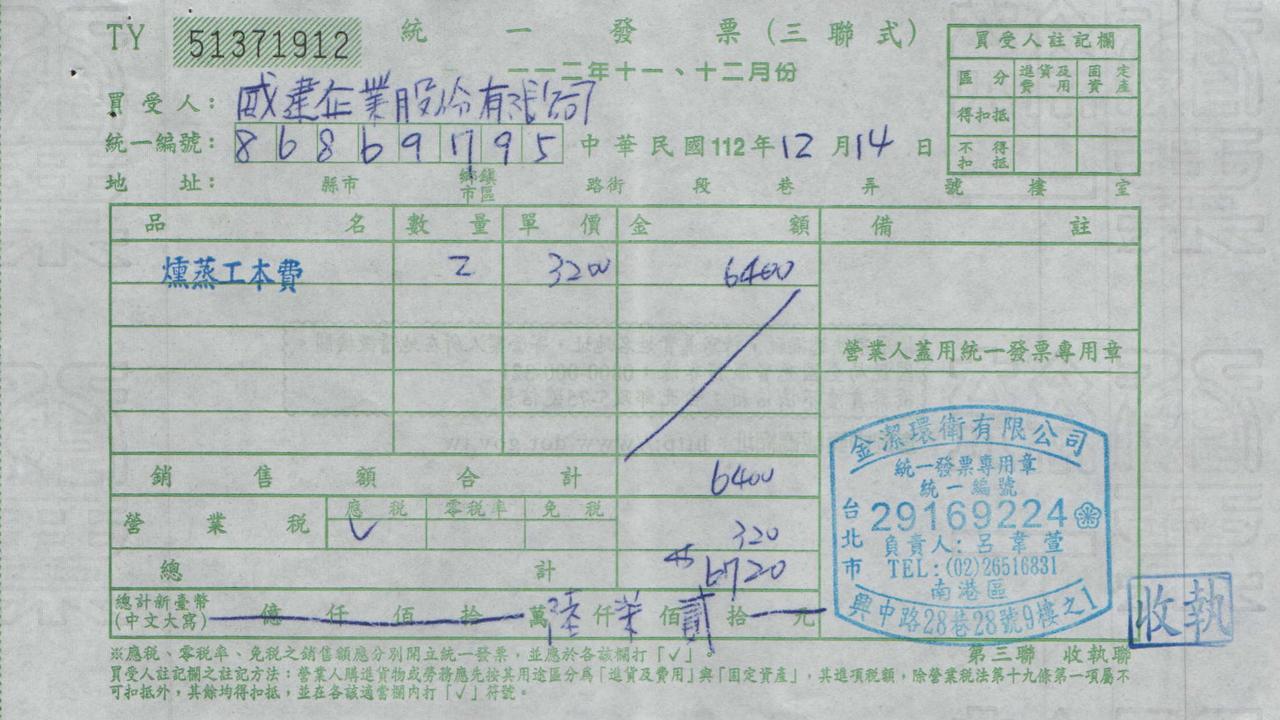 TY 51371912 統一發票(三聯式)
一一二年十一、十二月份
買受人: 威建企業股份有限公司
統一編號: 86869795 中華民國112年12月14日
地址: 縣市 鄉鎮市區 路街 段 巷 弄 號 樓 室
買受人註記欄
區分 進貨及費用 固定資產
得扣抵
不得扣抵
品名 數量 單價 金額 備註
燻蒸工本費 2 3200 6400
營業人蓋用統一發票專用章
銷售額合計 6400
營業稅 應稅 零稅率 免稅
✓ 320
總計 6720
總計新臺幣
(中文大寫) 億 仟 佰 拾 萬 陸 仟 柒 佰 貳 拾 元
金潔環衛有限公司
統一發票專用章
統一編號
29169224
台北市
負責人:呂韋萱
TEL:(02)26516831
南港區
興中路28巷28號9樓之1
收執
第三聯 收執聯
※應稅、零稅率、免稅之銷售額應分別開立統一發票,並應於各該欄打「✓」。
買受人註記欄之註記方法:營業人購進貨物或勞務應先按其用途區分為「進貨及費用」與「固定資產」,其進項稅額,除營業稅法第十九條第一項屬不
可扣抵外,其餘均得扣抵,並在各該適當欄內打「✓」符號。